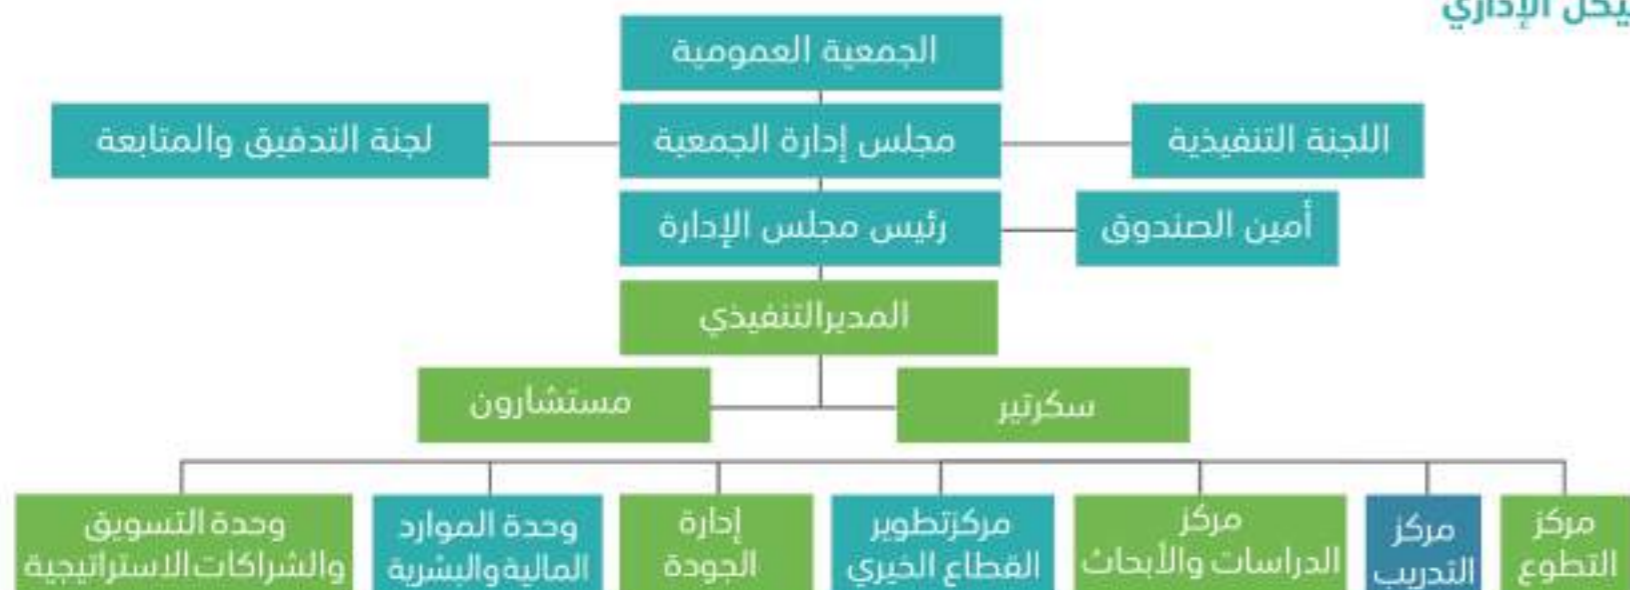 الجمعية العمومية
اللجنة التنفيذية
مجلس إدارة الجمعية
لجنة التدقيق والمتابعة
أمين الصندوق
رئيس مجلس الإدارة
المديرالتنفيذي
سكرتير
مستشارون
مركز
التطوع
مركز
التدريب
مركز
الدراسات والأبحاث
مركزتطوير
القطاع الخيري
إدارة
الجودة
وحدة الموارد
المالية والبشرية
وحدة التسويق
والشراكات الاستراتيجية